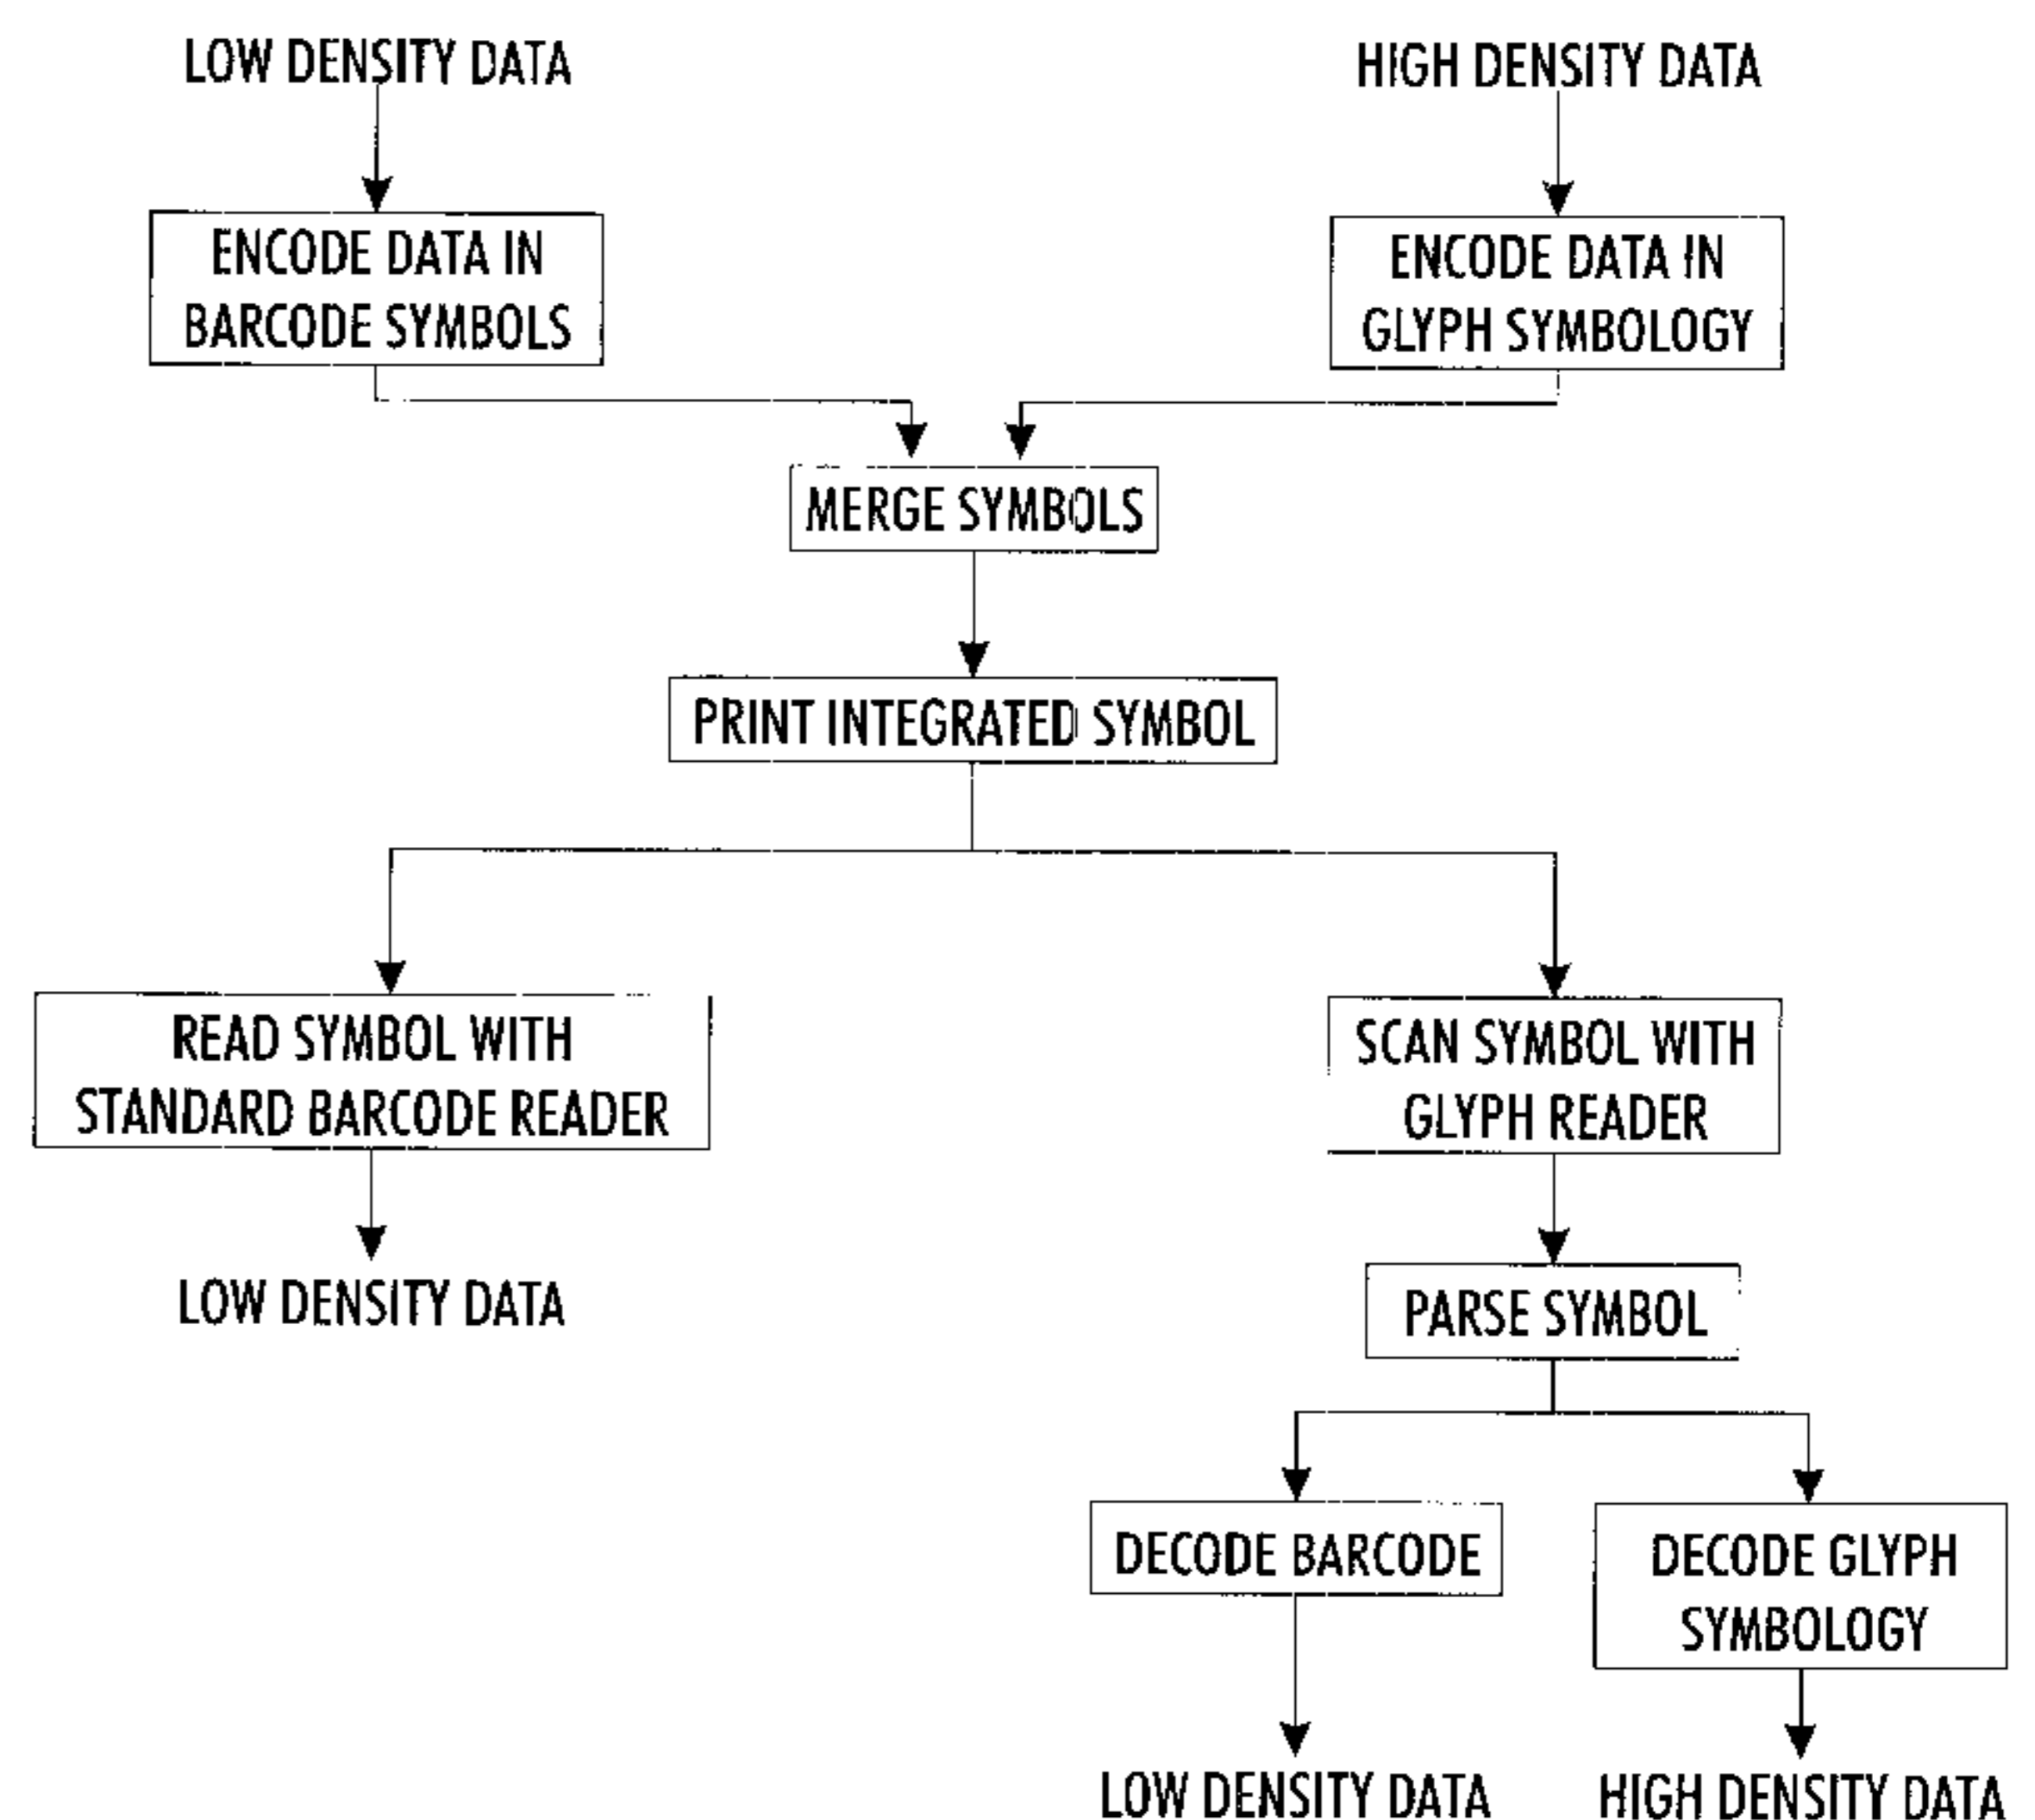 LOW DENSITY DATA
HIGH DENSITY DATA
ENCODE DATA IN
BARCODE SYMBOLS
ENCODE DATA IN
GLYPH SYMBOLOGY
MERGE SYMBOLS
PRINT INTEGRATED SYMBOL
READ SYMBOL WITH
STANDARD BARCODE READER
SCAN SYMBOL WITH
GLYPH READER
LOW DENSITY DATA
PARSE SYMBOL
DECODE BARCODE
DECODE GLYPH
SYMBOLOGY
LOW DENSITY DATA
HIGH DENSITY DATA